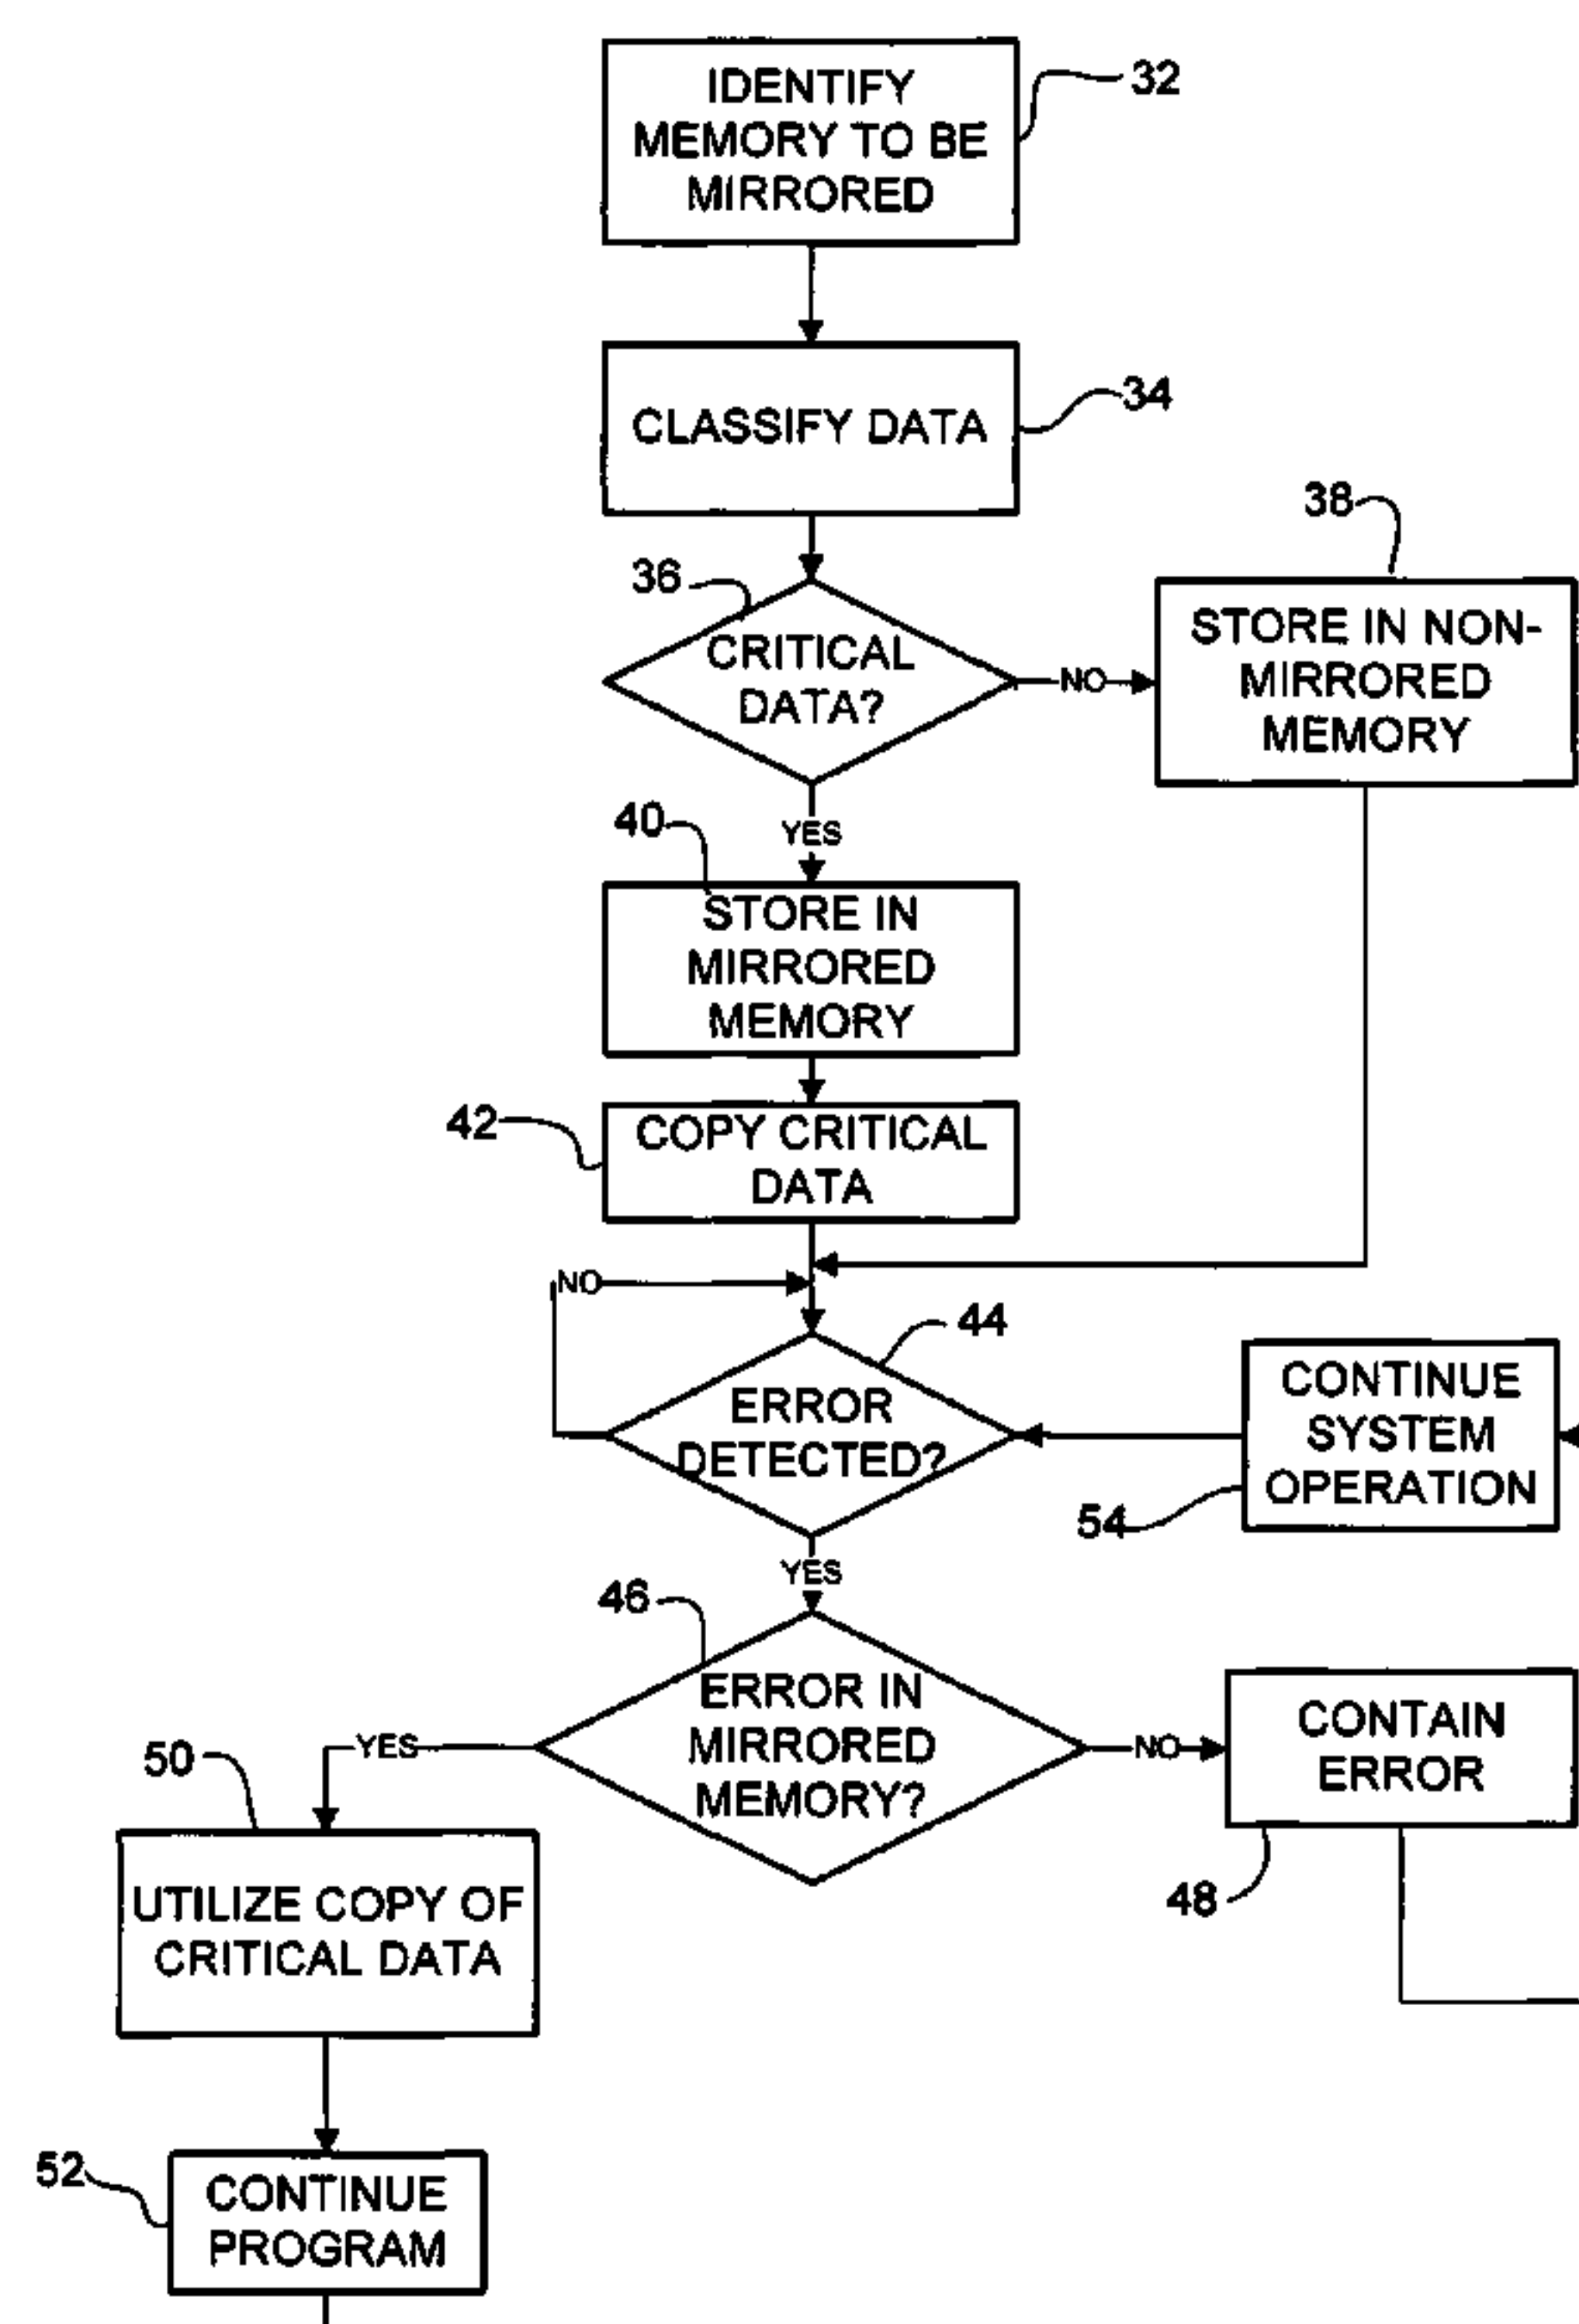 IDENTIFY
MEMORY TO BE
MIRRORED
32
CLASSIFY DATA
34
36
CRITICAL
DATA?
NO
38
STORE IN NON-
MIRRORED
MEMORY
YES
40
STORE IN
MIRRORED
MEMORY
42
COPY CRITICAL
DATA
NO
44
ERROR
DETECTED?
CONTINUE
SYSTEM
OPERATION
54
YES
46
ERROR IN
MIRRORED
MEMORY?
NO
CONTAIN
ERROR
48
YES
50
UTILIZE COPY OF
CRITICAL DATA
52
CONTINUE
PROGRAM